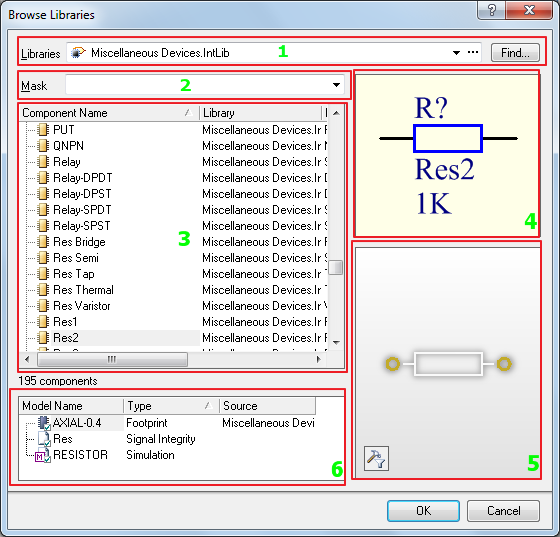 Browse Libraries
Libraries Miscellaneous Devices.IntLib 1 ... Find...
Mask 2
Component Name Library
PUT Miscellaneous Devices.Ir
QNPN Miscellaneous Devices.Ir
Relay Miscellaneous Devices.Ir
Relay-DPDT Miscellaneous Devices.Ir
Relay-DPST Miscellaneous Devices.Ir
Relay-SPDT Miscellaneous Devices.Ir
Relay-SPST Miscellaneous Devices.Ir
Res Bridge Miscellaneous Devices.Ir
Res Semi Miscellaneous Devices.Ir
Res Tap Miscellaneous Devices.Ir
Res Thermal Miscellaneous Devices.Ir
Res Varistor Miscellaneous Devices.Ir
Res1 Miscellaneous Devices.Ir
Res2 Miscellaneous Devices.Ir
3
R?
Res2
1K
4
195 components
Model Name Type Source
AXIAL-0.4 Footprint Miscellaneous Devi
Res Signal Integrity
RESISTOR Simulation
6
5
OK Cancel